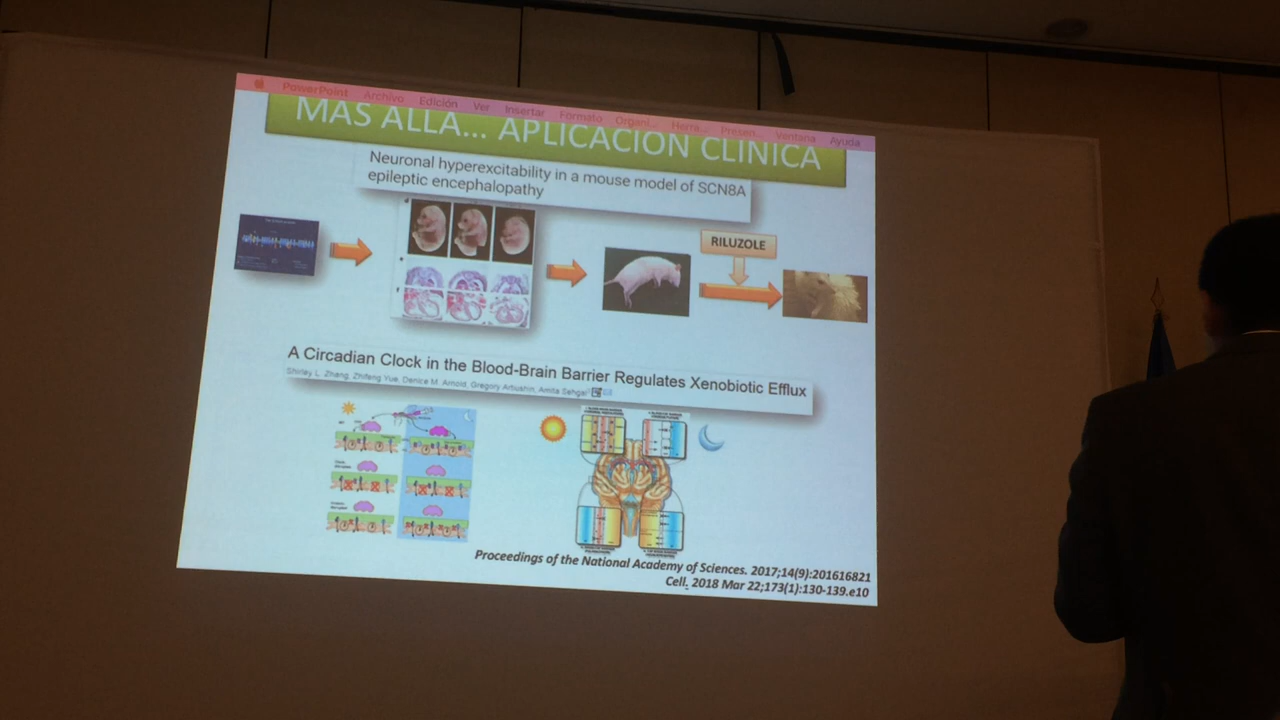 PowerPoint Archivo Edición Ver Insertar Formato Organi... Herra... Presen... Ventana Ayuda
MAS ALLA... APLICACION CLINICA
Neuronal hyperexcitability in a mouse model of SCN8A
epileptic encephalopathy
RILUZOLE
A Circadian Clock in the Blood-Brain Barrier Regulates Xenobiotic Efflux
Shirley L. Zhang, Zhifeng Yue, Denice M. Arnold, Gregory Artiushin, Amita Sehgal
Proceedings of the National Academy of Sciences. 2017;14(9):201616821
Cell. 2018 Mar 22;173(1):130-139.e10